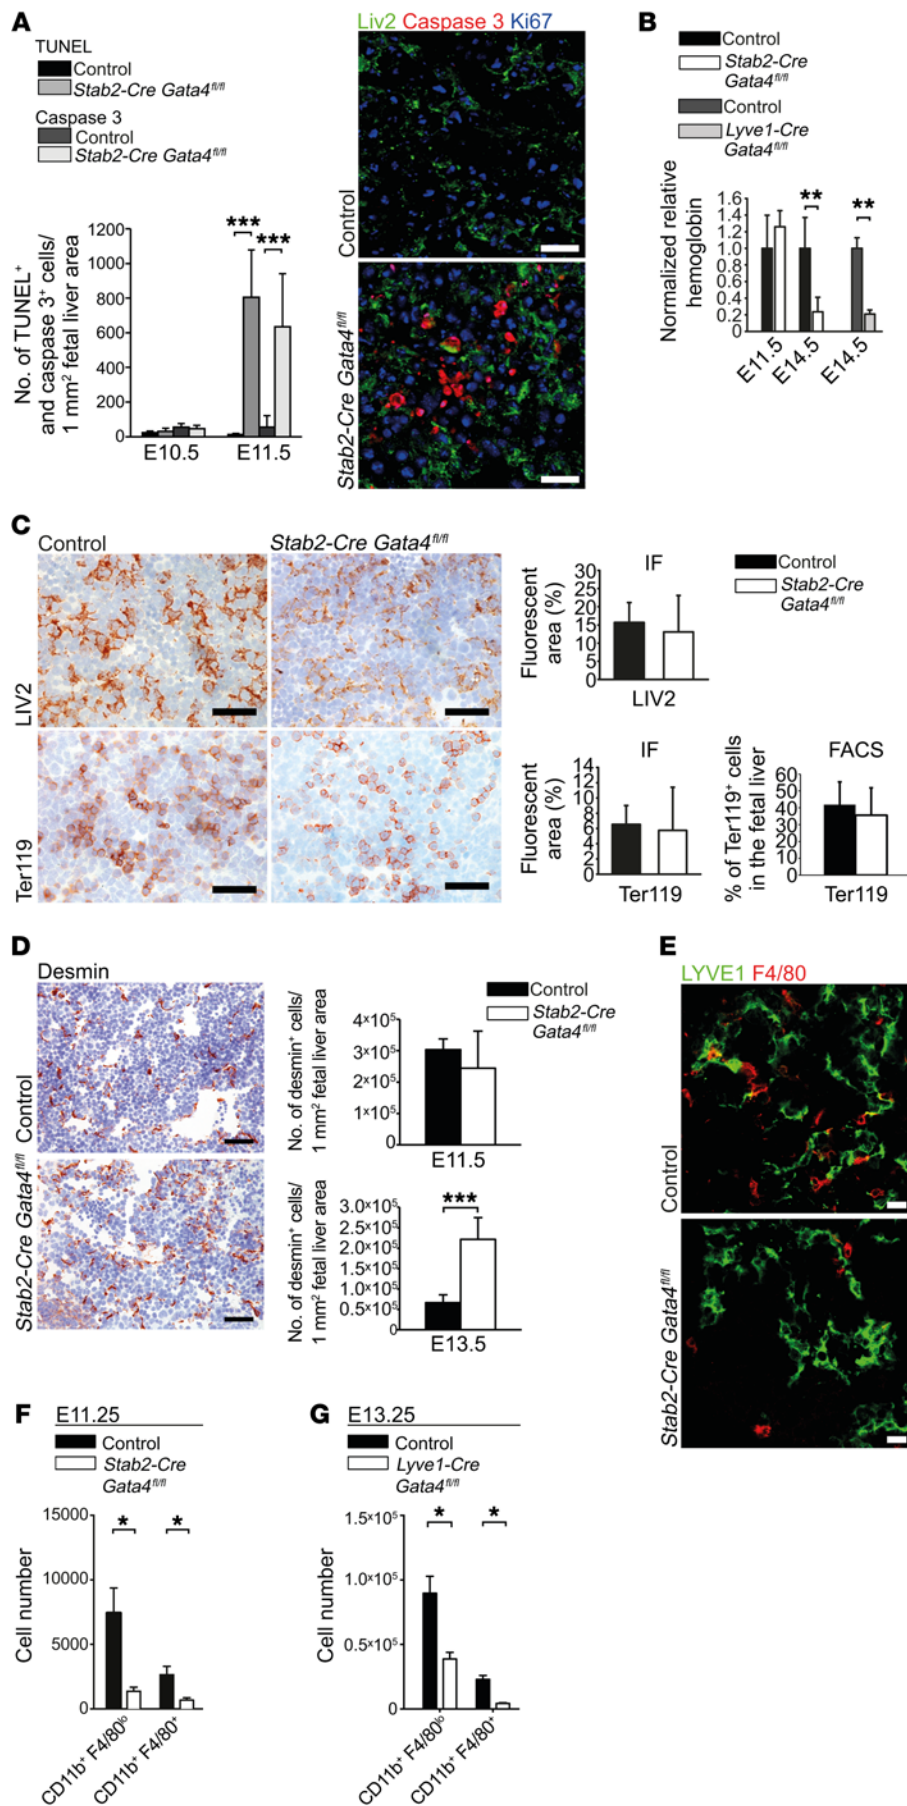 A
TUNEL
Control
Stab2-Cre Gata4fl/fl
Caspase 3
Control
Stab2-Cre Gata4fl/fl
No. of TUNEL+
and caspase 3+ cells/
1 mm2 fetal liver area
1200
1000
800
600
400
200
0
***
***
E10.5
E11.5
Liv2 Caspase 3 Ki67
Control
Stab2-Cre Gata4fl/fl
B
Control
Stab2-Cre
Gata4fl/fl
Control
Lyve1-Cre
Gata4fl/fl
Normalized relative
hemoglobin
1.6
1.4
1.2
1.0
0.8
0.6
0.4
0.2
0
**
**
E11.5
E14.5
E14.5
C
Control
Stab2-Cre Gata4fl/fl
LIV2
Ter119
IF
Fluorescent
area (%)
30
25
20
15
10
5
0
LIV2
Control
Stab2-Cre
Gata4fl/fl
IF
Fluorescent
area (%)
14
12
10
8
6
4
2
0
Ter119
FACS
% of Ter119+ cells
in the fetal liver
60
50
40
30
20
10
0
Ter119
D
Desmin
Control
Stab2-Cre Gata4fl/fl
Control
Stab2-Cre
Gata4fl/fl
No. of desmin+ cells/
1 mm2 fetal liver area
4×105
3×105
2×105
1×105
0
E11.5
No. of desmin+ cells/
1 mm2 fetal liver area
3.0×105
2.5×105
2.0×105
1.5×105
1.0×105
0.5×105
0
***
E13.5
E
LYVE1 F4/80
Control
Stab2-Cre Gata4fl/fl
F
E11.25
Control
Stab2-Cre
Gata4fl/fl
Cell number
15000
10000
5000
0
*
*
CD11b+ F4/80lo
CD11b+ F4/80+
G
E13.25
Control
Lyve1-Cre
Gata4fl/fl
Cell number
1.5×105
1.0×105
0.5×105
0
*
*
CD11b+ F4/80lo
CD11b+ F4/80+